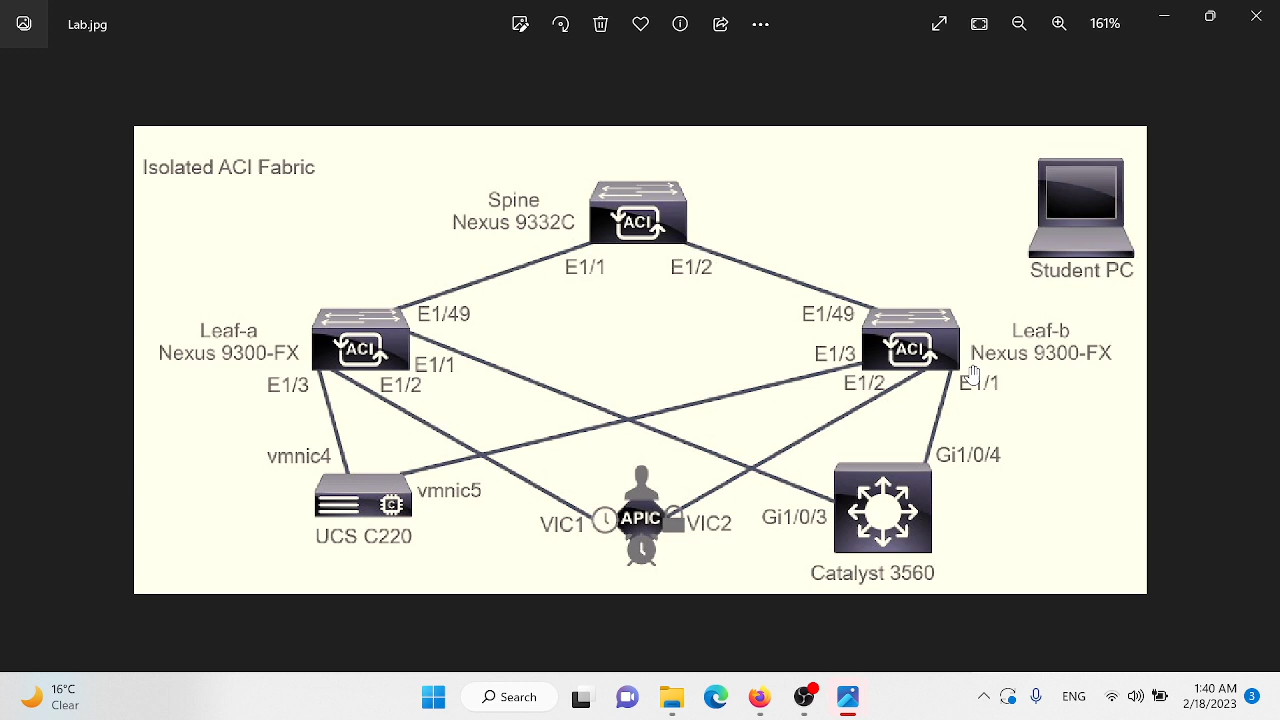 Lab.jpg
161%
Isolated ACI Fabric
Spine
Nexus 9332C
ACI
E1/1
E1/2
Student PC
E1/49
E1/49
Leaf-a
Nexus 9300-FX
ACI
Leaf-b
Nexus 9300-FX
ACI
E1/1
E1/3
E1/3
E1/2
E1/2
E1/1
vmnic4
Gi1/0/4
vmnic5
C
UCS C220
VIC1
APIC
VIC2
Gi1/0/3
Catalyst 3560
16°C
Clear
Search
ENG
1:40 AM
2/18/2023
3